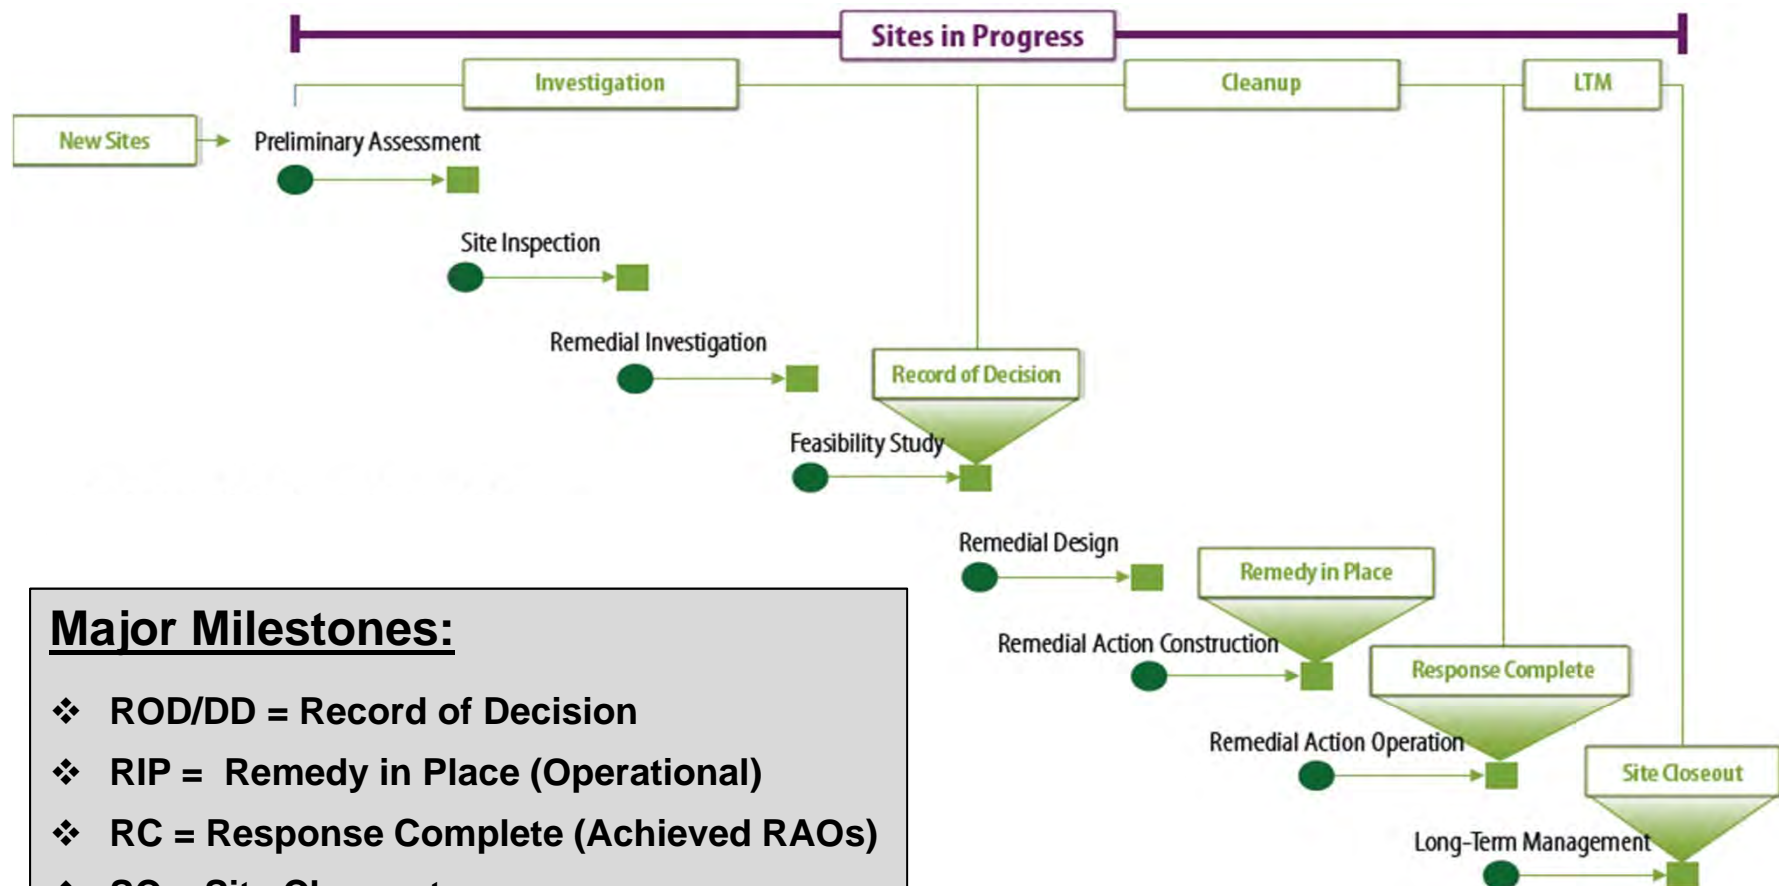 Sites in Progress
Investigation
Cleanup
LTM
New Sites
Preliminary Assessment
Site Inspection
Remedial Investigation
Record of Decision
Feasibility Study
Remedial Design
Remedy in Place
Remedial Action Construction
Response Complete
Remedial Action Operation
Site Closeout
Long-Term Management
Major Milestones:
❖ ROD/DD = Record of Decision
❖ RIP = Remedy in Place (Operational)
❖ RC = Response Complete (Achieved RAOs)